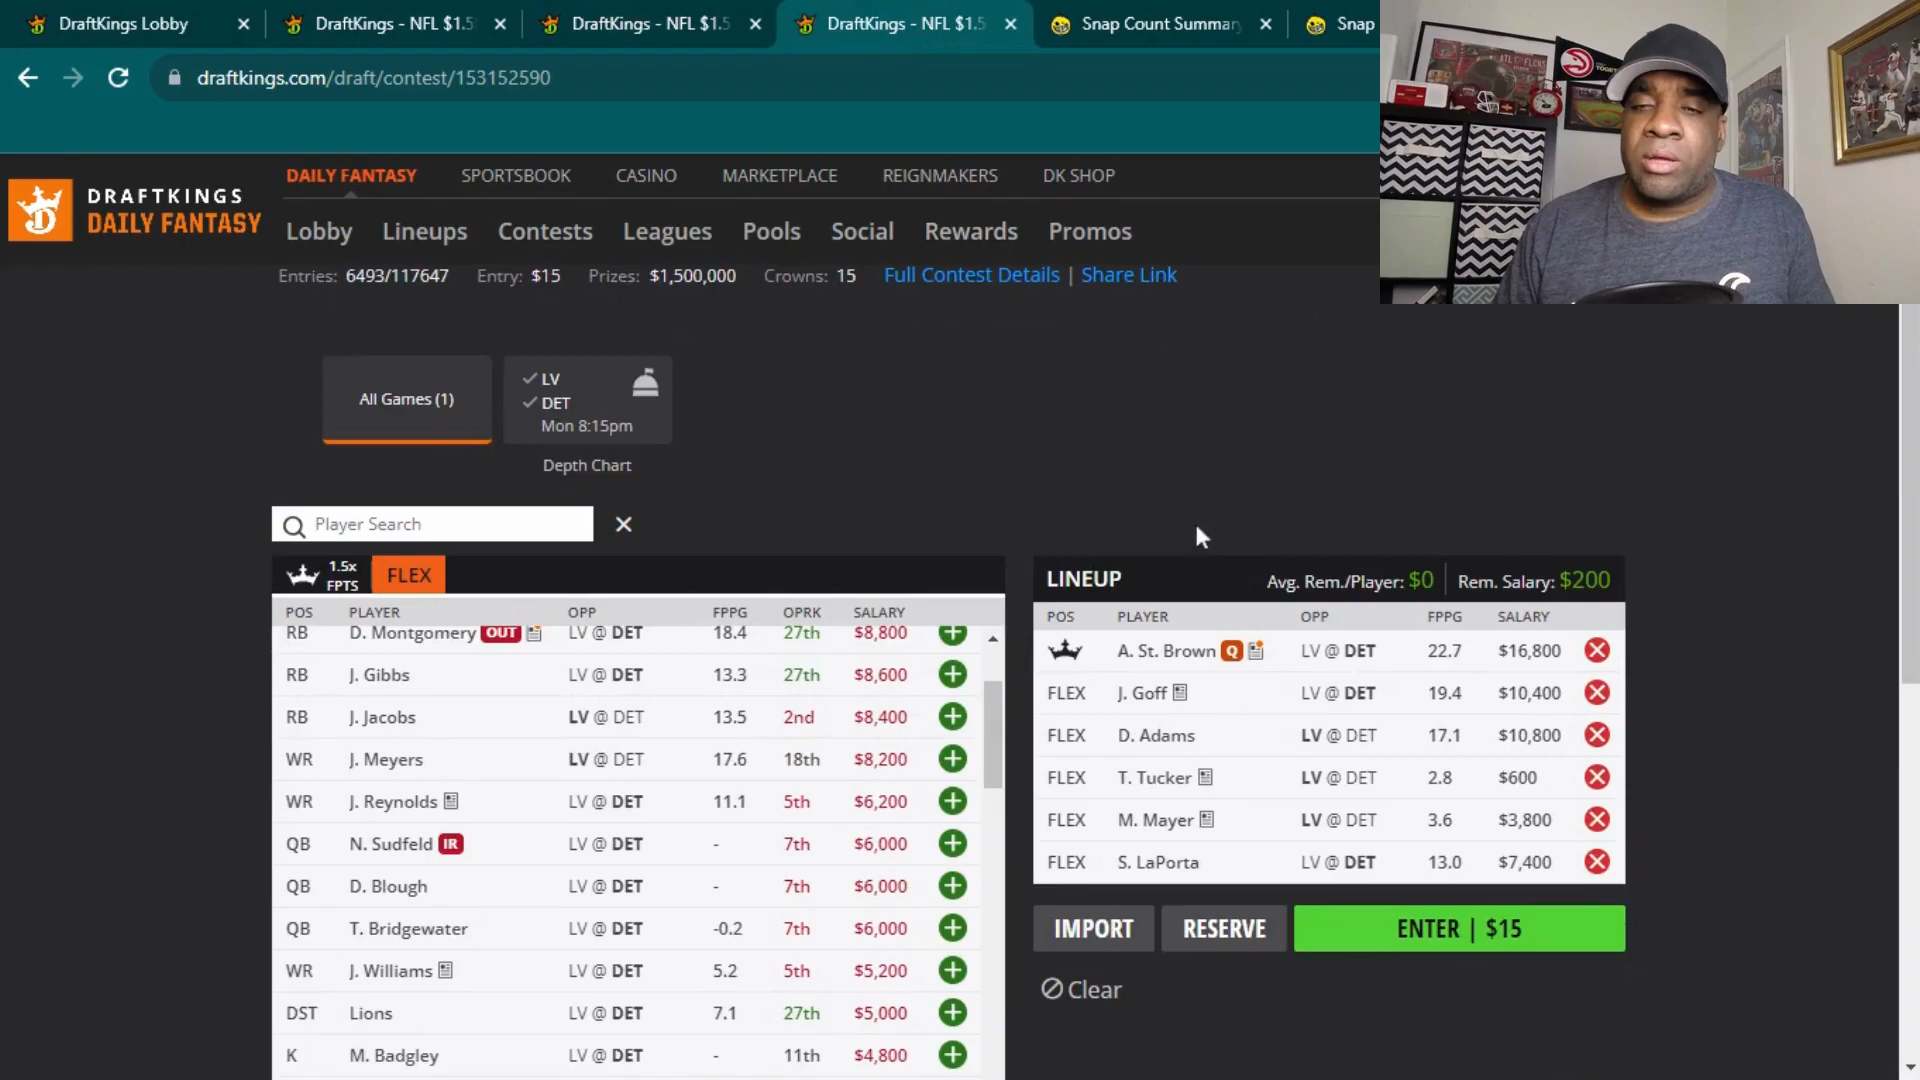 DraftKings Lobby
DraftKings - NFL $1.5
DraftKings - NFL $1.5
DraftKings - NFL $1.5
Snap Count Summary
Snap
draftkings.com/draft/contest/153152590
DRAFTKINGS
DAILY FANTASY
DAILY FANTASY SPORTSBOOK CASINO MARKETPLACE REIGNMAKERS DK SHOP
Lobby Lineups Contests Leagues Pools Social Rewards Promos
Entries: 6493/117647 Entry: $15 Prizes: $1,500,000 Crowns: 15 Full Contest Details | Share Link
All Games (1)
LV
DET
Mon 8:15pm
Depth Chart
Player Search
1.5x
FPTS
FLEX
POS PLAYER OPP FPPG OPRK SALARY
RB D. Montgomery OUT LV @ DET 18.4 27th $8,800
RB J. Gibbs LV @ DET 13.3 27th $8,600
RB J. Jacobs LV @ DET 13.5 2nd $8,400
WR J. Meyers LV @ DET 17.6 18th $8,200
WR J. Reynolds LV @ DET 11.1 5th $6,200
QB N. Sudfeld IR LV @ DET - 7th $6,000
QB D. Blough LV @ DET - 7th $6,000
QB T. Bridgewater LV @ DET -0.2 7th $6,000
WR J. Williams LV @ DET 5.2 5th $5,200
DST Lions LV @ DET 7.1 27th $5,000
K M. Badgley LV @ DET - 11th $4,800
LINEUP Avg. Rem./Player: $0 Rem. Salary: $200
POS PLAYER OPP FPPG SALARY
A. St. Brown Q LV @ DET 22.7 $16,800
FLEX J. Goff LV @ DET 19.4 $10,400
FLEX D. Adams LV @ DET 17.1 $10,800
FLEX T. Tucker LV @ DET 2.8 $600
FLEX M. Mayer LV @ DET 3.6 $3,800
FLEX S. LaPorta LV @ DET 13.0 $7,400
IMPORT RESERVE ENTER | $15
Clear